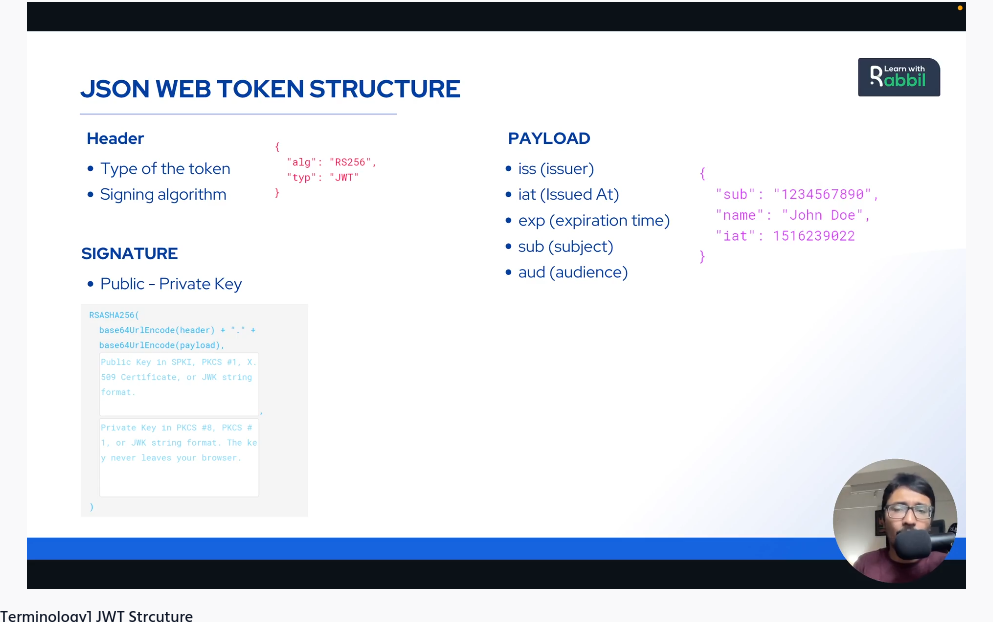 JSON WEB TOKEN STRUCTURE
Learn with
Rabbil
Header
• Type of the token
• Signing algorithm
{
"alg": "RS256",
"typ": "JWT"
}
SIGNATURE
• Public - Private Key
RSASHA256(
base64UrlEncode(header) + "." +
base64UrlEncode(payload),
Public Key in SPKI, PKCS #1, X.
509 Certificate, or JWK string
format.
Private Key in PKCS #8, PKCS #
1, or JWK string format. The ke
y never leaves your browser.
)
PAYLOAD
• iss (issuer)
• iat (Issued At)
• exp (expiration time)
• sub (subject)
• aud (audience)
{
"sub": "1234567890",
"name": "John Doe",
"iat": 1516239022
}
Terminology] JWT Strcuture